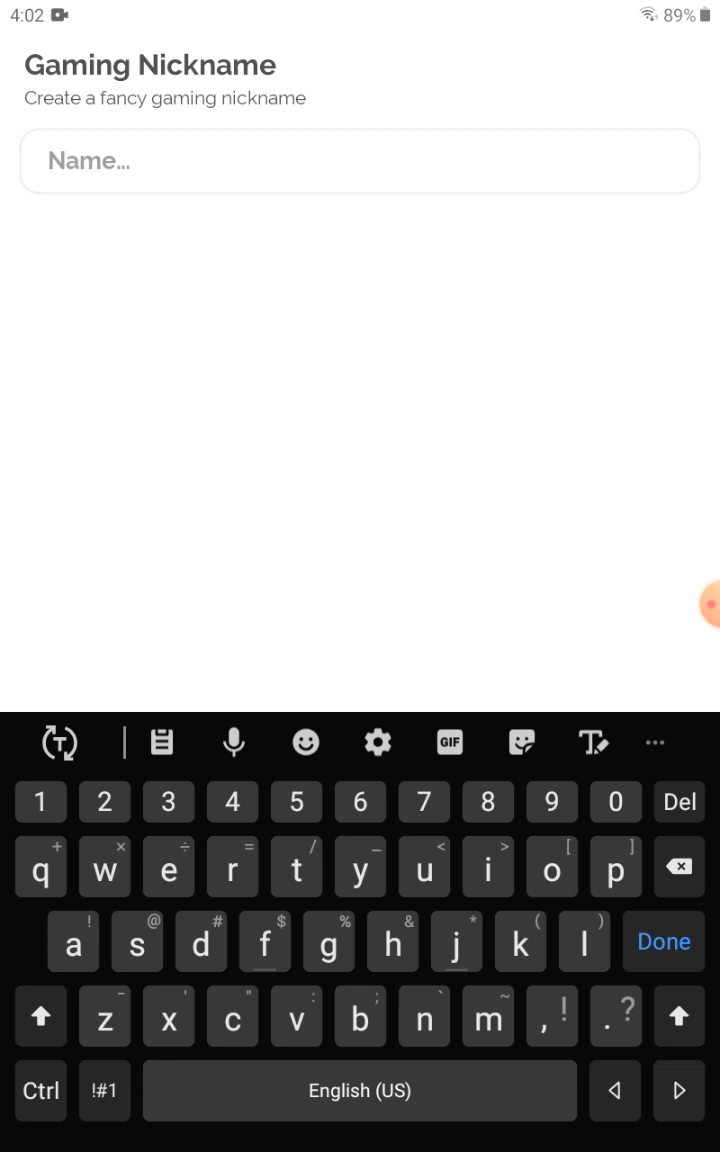 4:02 89%
Gaming Nickname
Create a fancy gaming nickname
Name...
GIF
1 2 3 4 5 6 7 8 9 0 Del
+ × ÷ = / _ < > [ ]
q w e r t y u i o p
! @ # $ % & * ( )
a s d f g h j k l Done
- ' " : ; ` ~ ! ?
z x c v b n m , .
Ctrl !#1 English (US)